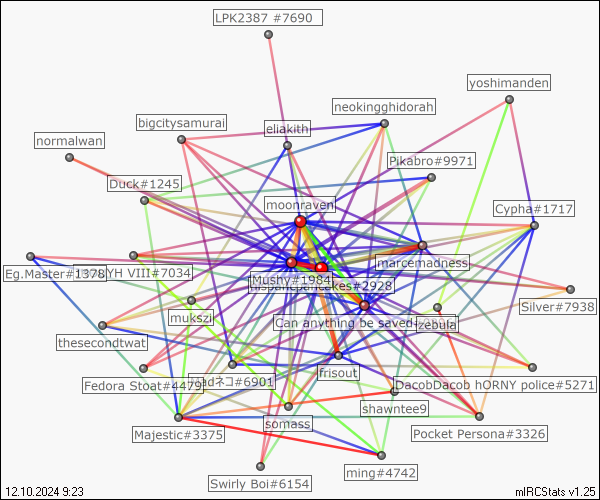 LPK2387 #7690
yoshimanden
neokingghidorah
bigcitysamurai
eliakith
normalwan
Pikabro#9971
Duck#1245
moonraven
Cypha#1717
marcemadness
Eg.Master#1378
YH VIII#7034
Mushy#1984
cakes#2928
Silver#7938
mukszi
Can anything be saved
zebula
thesecondtwat
frisout
Fedora Stoat#4479
adネコ#6901
DacobDacob hORNY police#5271
shawntee9
somass
Majestic#3375
Pocket Persona#3326
ming#4742
Swirly Boi#6154
12.10.2024 9:23
mIRCStats v1.25